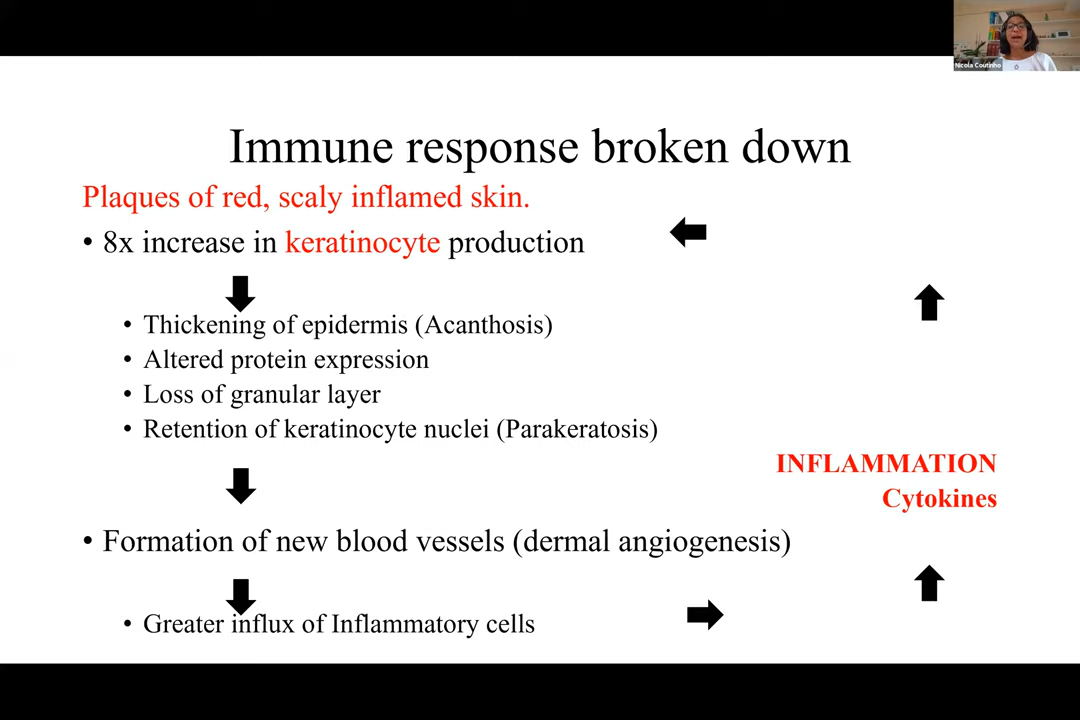 Nicola Coutinho
Immune response broken down
Plaques of red, scaly inflamed skin.
• 8x increase in keratinocyte production
• Thickening of epidermis (Acanthosis)
• Altered protein expression
• Loss of granular layer
• Retention of keratinocyte nuclei (Parakeratosis)
INFLAMMATION
Cytokines
• Formation of new blood vessels (dermal angiogenesis)
• Greater influx of Inflammatory cells